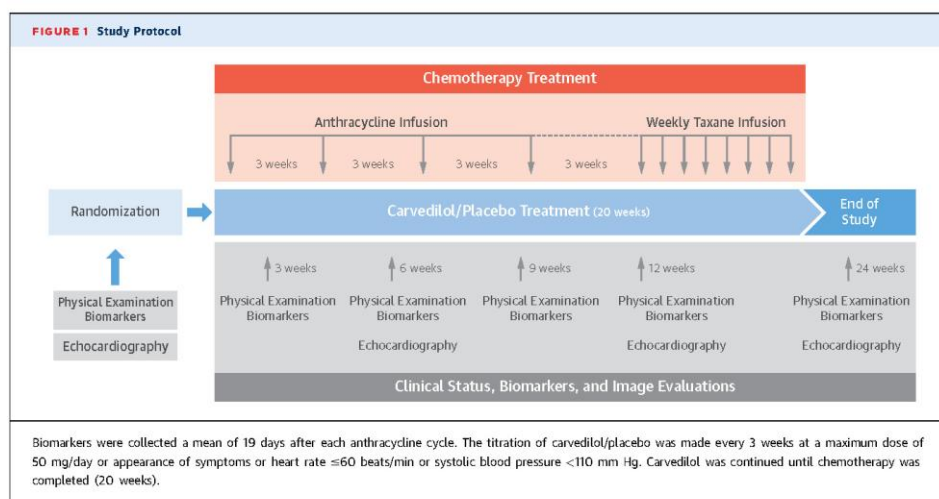 FIGURE 1 Study Protocol
Chemotherapy Treatment
Anthracycline Infusion
Weekly Taxane Infusion
3 weeks
3 weeks
3 weeks
3 weeks
Randomization
Carvedilol/Placebo Treatment (20 weeks)
End of
Study
3 weeks
6 weeks
9 weeks
12 weeks
24 weeks
Physical Examination
Biomarkers
Echocardiography
Physical Examination
Biomarkers
Physical Examination
Biomarkers
Echocardiography
Physical Examination
Biomarkers
Physical Examination
Biomarkers
Echocardiography
Physical Examination
Biomarkers
Echocardiography
Clinical Status, Biomarkers, and Image Evaluations
Biomarkers were collected a mean of 19 days after each anthracycline cycle. The titration of carvedilol/placebo was made every 3 weeks at a maximum dose of
50 mg/day or appearance of symptoms or heart rate ≤60 beats/min or systolic blood pressure <110 mm Hg. Carvedilol was continued until chemotherapy was
completed (20 weeks).